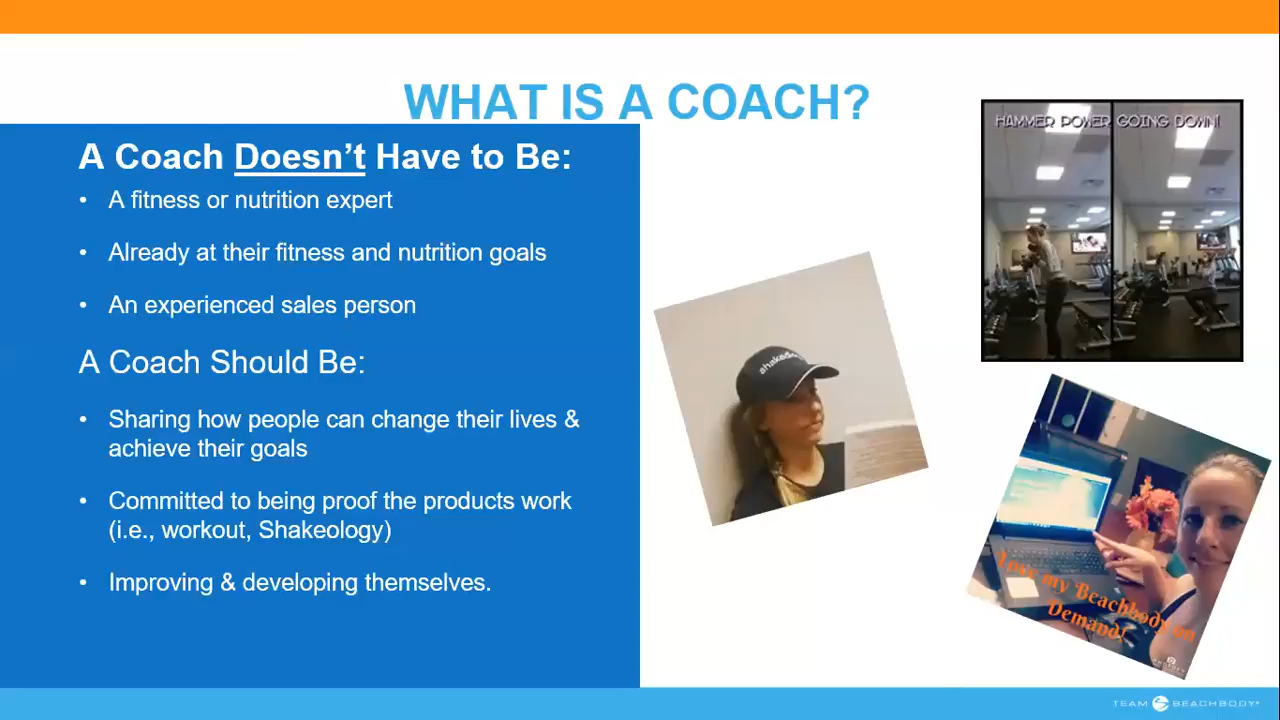 WHAT IS A COACH?
A Coach Doesn't Have to Be:
• A fitness or nutrition expert
• Already at their fitness and nutrition goals
• An experienced sales person
A Coach Should Be:
• Sharing how people can change their lives &
achieve their goals
• Committed to being proof the products work
(i.e., workout, Shakeology)
• Improving & developing themselves.
HAMMER POWER GOING DOWN!
Love my Beachbody on
Demand!
TEAM BEACHBODY